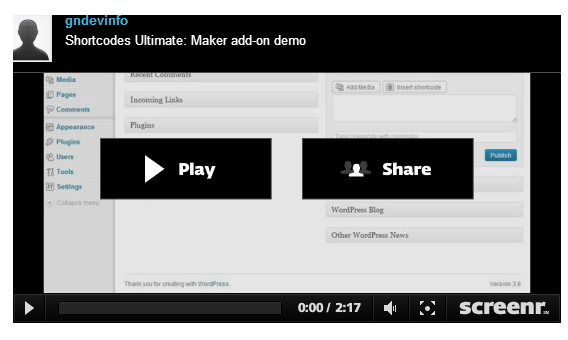 gndevinfo
Shortcodes Ultimate: Maker add-on demo
Media
Pages
Comments
Appearance
Plugins
Users
Tools
Settings
Collapse menu
Recent Comments
Incoming Links
Plugins
Add Media
Insert shortcode
Tags (separate with commas)
Publish
Play
Share
WordPress Blog
Other WordPress News
Thank you for creating with WordPress.
Version 3.6
0:00 / 2:17
screenr